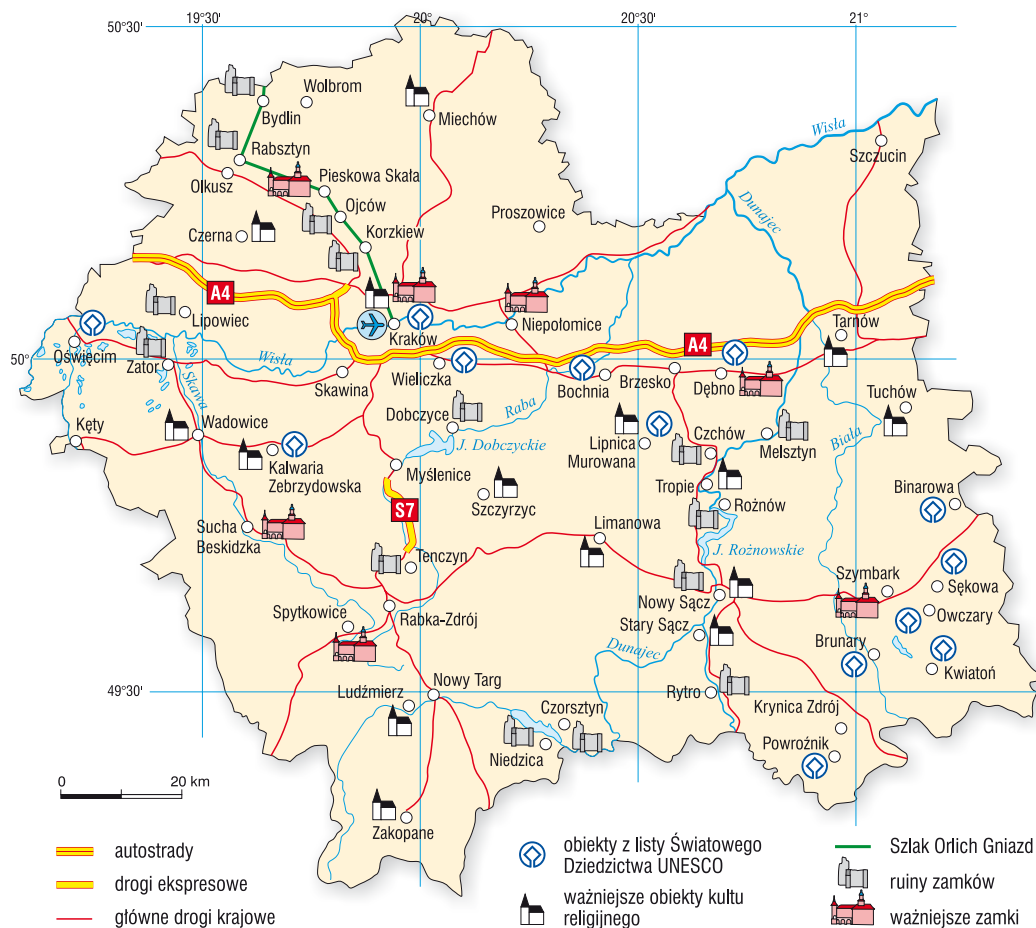 19°30'
20°
20°30'
21°
50°30'
Wolbrom
Bydlin
Miechów
Wisła
Rabsztyn
Szczucin
Olkusz
Pieskowa Skała
Ojców
Dunajec
Proszowice
Czerna
Korzkiew
A4
Lipowiec
Niepołomice
Kraków
Tarnów
A4
50°
Oświęcim
Zator
Wisła
Skawina
Wieliczka
Bochnia
Brzesko
Dębno
Skawa
Dobczyce
Raba
Tuchów
Kęty
Wadowice
Lipnica
Murowana
Czchów
Melsztyn
Biała
J. Dobczyckie
Kalwaria
Zebrzydowska
Myślenice
Tropie
Binarowa
Szczyrzyc
Rożnów
S7
Sucha
Beskidzka
Limanowa
J. Rożnowskie
Tenczyn
Szymbark
Sękowa
Nowy Sącz
Owczary
Spytkowice
Rabka-Zdrój
Stary Sącz
Brunary
Dunajec
Kwiatoń
49°30'
Ludźmierz
Nowy Targ
Rytro
Czorsztyn
Krynica Zdrój
Niedzica
Powroźnik
0
20 km
Zakopane
autostrady
drogi ekspresowe
główne drogi krajowe
obiekty z listy Światowego
Dziedzictwa UNESCO
ważniejsze obiekty kultu
religijnego
Szlak Orlich Gniazd
ruiny zamków
ważniejsze zamki